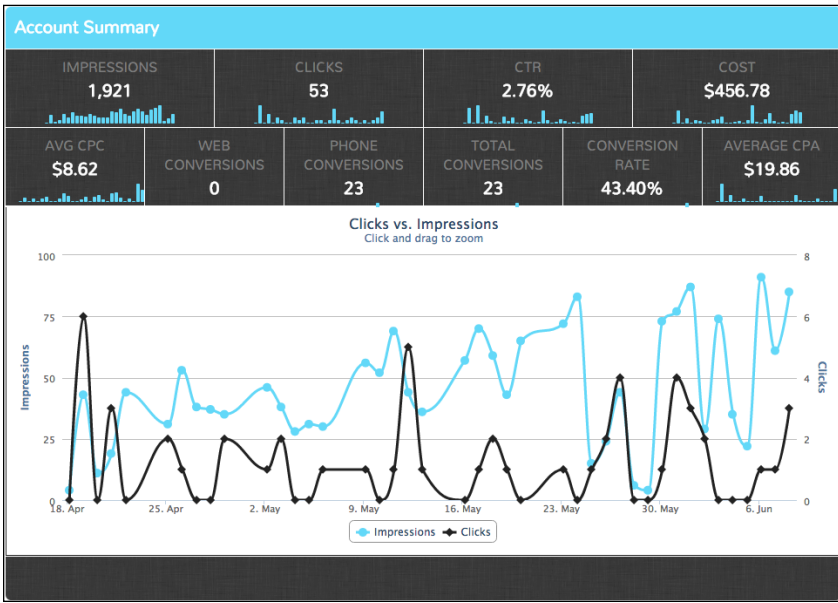 Account Summary
IMPRESSIONS
1,921
CLICKS
53
CTR
2.76%
COST
$456.78
AVG CPC
$8.62
WEB
CONVERSIONS
0
PHONE
CONVERSIONS
23
TOTAL
CONVERSIONS
23
CONVERSION
RATE
43.40%
AVERAGE CPA
$19.86
Clicks vs. Impressions
Click and drag to zoom
Impressions
100
75
50
25
0
8
6
4
2
0
Clicks
18. Apr
25. Apr
2. May
9. May
16. May
23. May
30. May
6. Jun
Impressions
Clicks